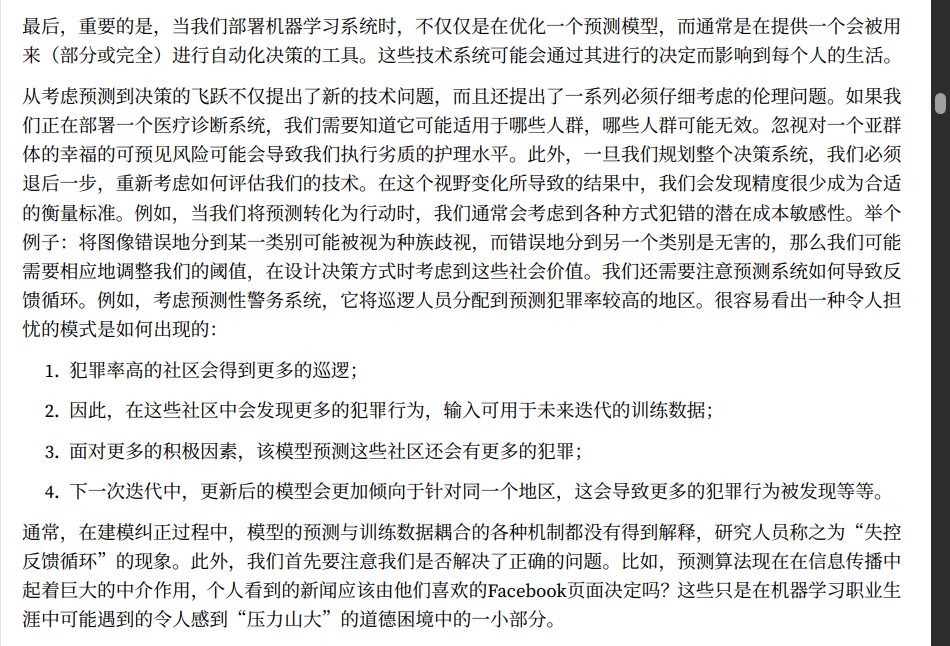 最后，重要的是，当我们部署机器学习系统时，不仅仅是在优化一个预测模型，而通常是在提供一个会被用
来（部分或完全）进行自动化决策的工具。这些技术系统可能会通过其进行的决定而影响到每个人的生活。
从考虑预测到决策的飞跃不仅提出了新的技术问题，而且还提出了一系列必须仔细考虑的伦理问题。如果我
们正在部署一个医疗诊断系统，我们需要知道它可能适用于哪些人群，哪些人群可能无效。忽视对一个亚群
体的幸福的可预见风险可能会导致我们执行劣质的护理水平。此外，一旦我们规划整个决策系统，我们必须
退后一步，重新考虑如何评估我们的技术。在这个视野变化所导致的结果中，我们会发现精度很少成为合适
的衡量标准。例如，当我们将预测转化为行动时，我们通常会考虑到各种方式犯错的潜在成本敏感性。举个
例子：将图像错误地分到某一类别可能被视为种族歧视，而错误地分到另一个类别是无害的，那么我们可能
需要相应地调整我们的阈值，在设计决策方式时考虑到这些社会价值。我们还需要注意预测系统如何导致反
馈循环。例如，考虑预测性警务系统，它将巡逻人员分配到预测犯罪率较高的地区。很容易看出一种令人担
忧的模式是如何出现的：
1. 犯罪率高的社区会得到更多的巡逻；
2. 因此，在这些社区中会发现更多的犯罪行为，输入可用于未来迭代的训练数据；
3. 面对更多的积极因素，该模型预测这些社区还会有更多的犯罪；
4. 下一次迭代中，更新后的模型会更加倾向于针对同一个地区，这会导致更多的犯罪行为被发现等等。
通常，在建模纠正过程中，模型的预测与训练数据耦合的各种机制都没有得到解释，研究人员称之为“失控
反馈循环”的现象。此外，我们首先要注意我们是否解决了正确的问题。比如，预测算法现在在信息传播中
起着巨大的中介作用，个人看到的新闻应该由他们喜欢的Facebook页面决定吗？这些只是在机器学习职业生
涯中可能遇到的令人感到“压力山大”的道德困境中的一小部分。